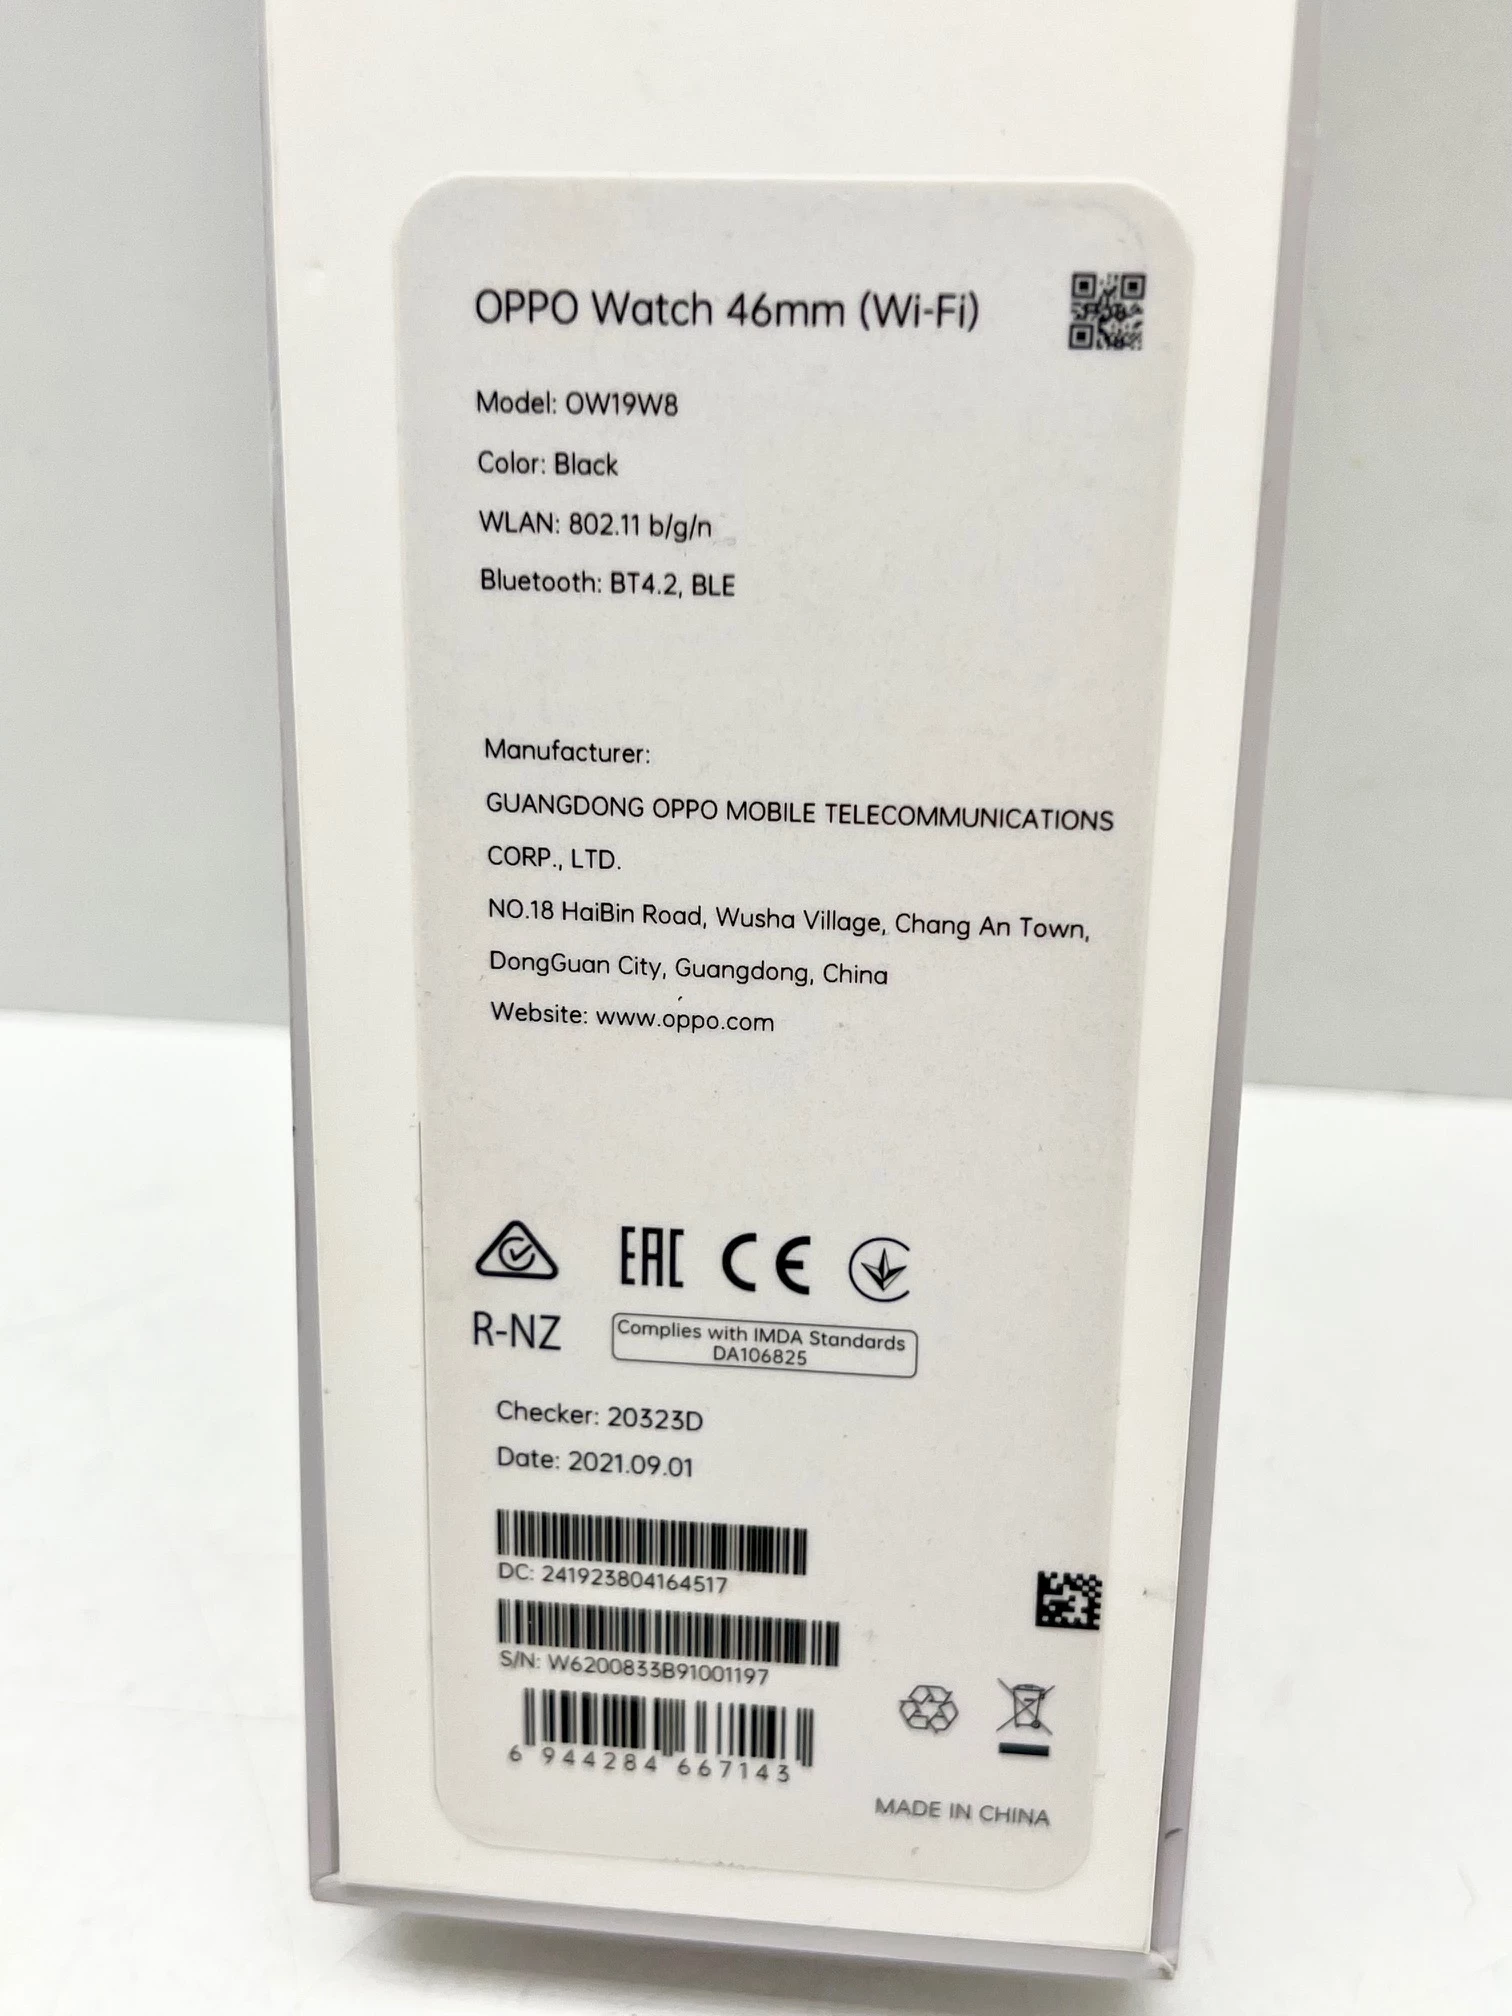 OPPO Watch 46mm (Wi-Fi)
Model: OW19W8
Color: Black
WLAN: 802.11 b/g/n
Bluetooth: BT4.2, BLE
Manufacturer:
GUANGDONG OPPO MOBILE TELECOMMUNICATIONS
CORP., LTD.
NO.18 HaiBin Road, Wusha Village, Chang An Town,
DongGuan City, Guangdong, China
Website: www.oppo.com
EAC CE
R-NZ
Complies with IMDA Standards
DA106825
Checker: 20323D
Date: 2021.09.01
DC: 241923804164517
S/N: W6200833B91001197
6 944284 667143
MADE IN CHINA